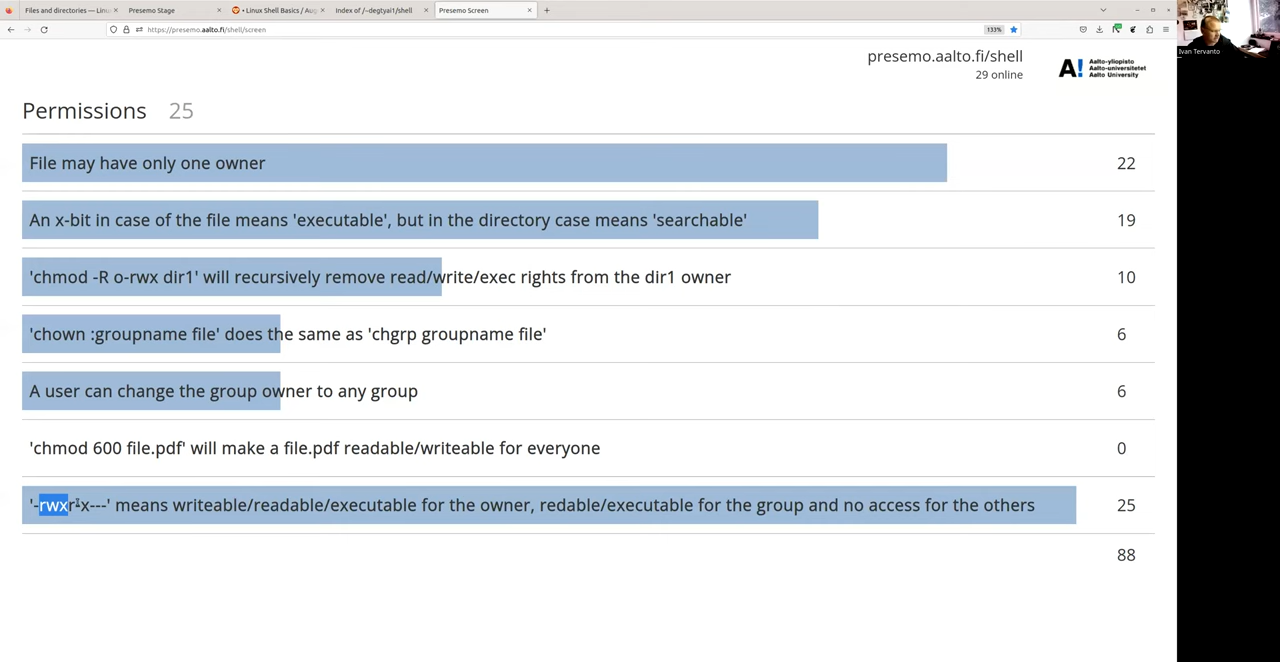 Files and directories — Linu
Presemo Stage
+ Linux Shell Basics / Aug
Index of /~degtyai1/shell
Presemo Screen
https://presemo.aalto.fi/shell/screen
133%
Ivan Tervanto
presemo.aalto.fi/shell
29 online
A!
Aalto-yliopisto
Aalto-universitetet
Aalto University
Permissions 25
File may have only one owner 22
An x-bit in case of the file means 'executable', but in the directory case means 'searchable' 19
'chmod -R o-rwx dir1' will recursively remove read/write/exec rights from the dir1 owner 10
'chown :groupname file' does the same as 'chgrp groupname file' 6
A user can change the group owner to any group 6
'chmod 600 file.pdf' will make a file.pdf readable/writeable for everyone 0
'-rwxr-x---' means writeable/readable/executable for the owner, redable/executable for the group and no access for the others 25
88